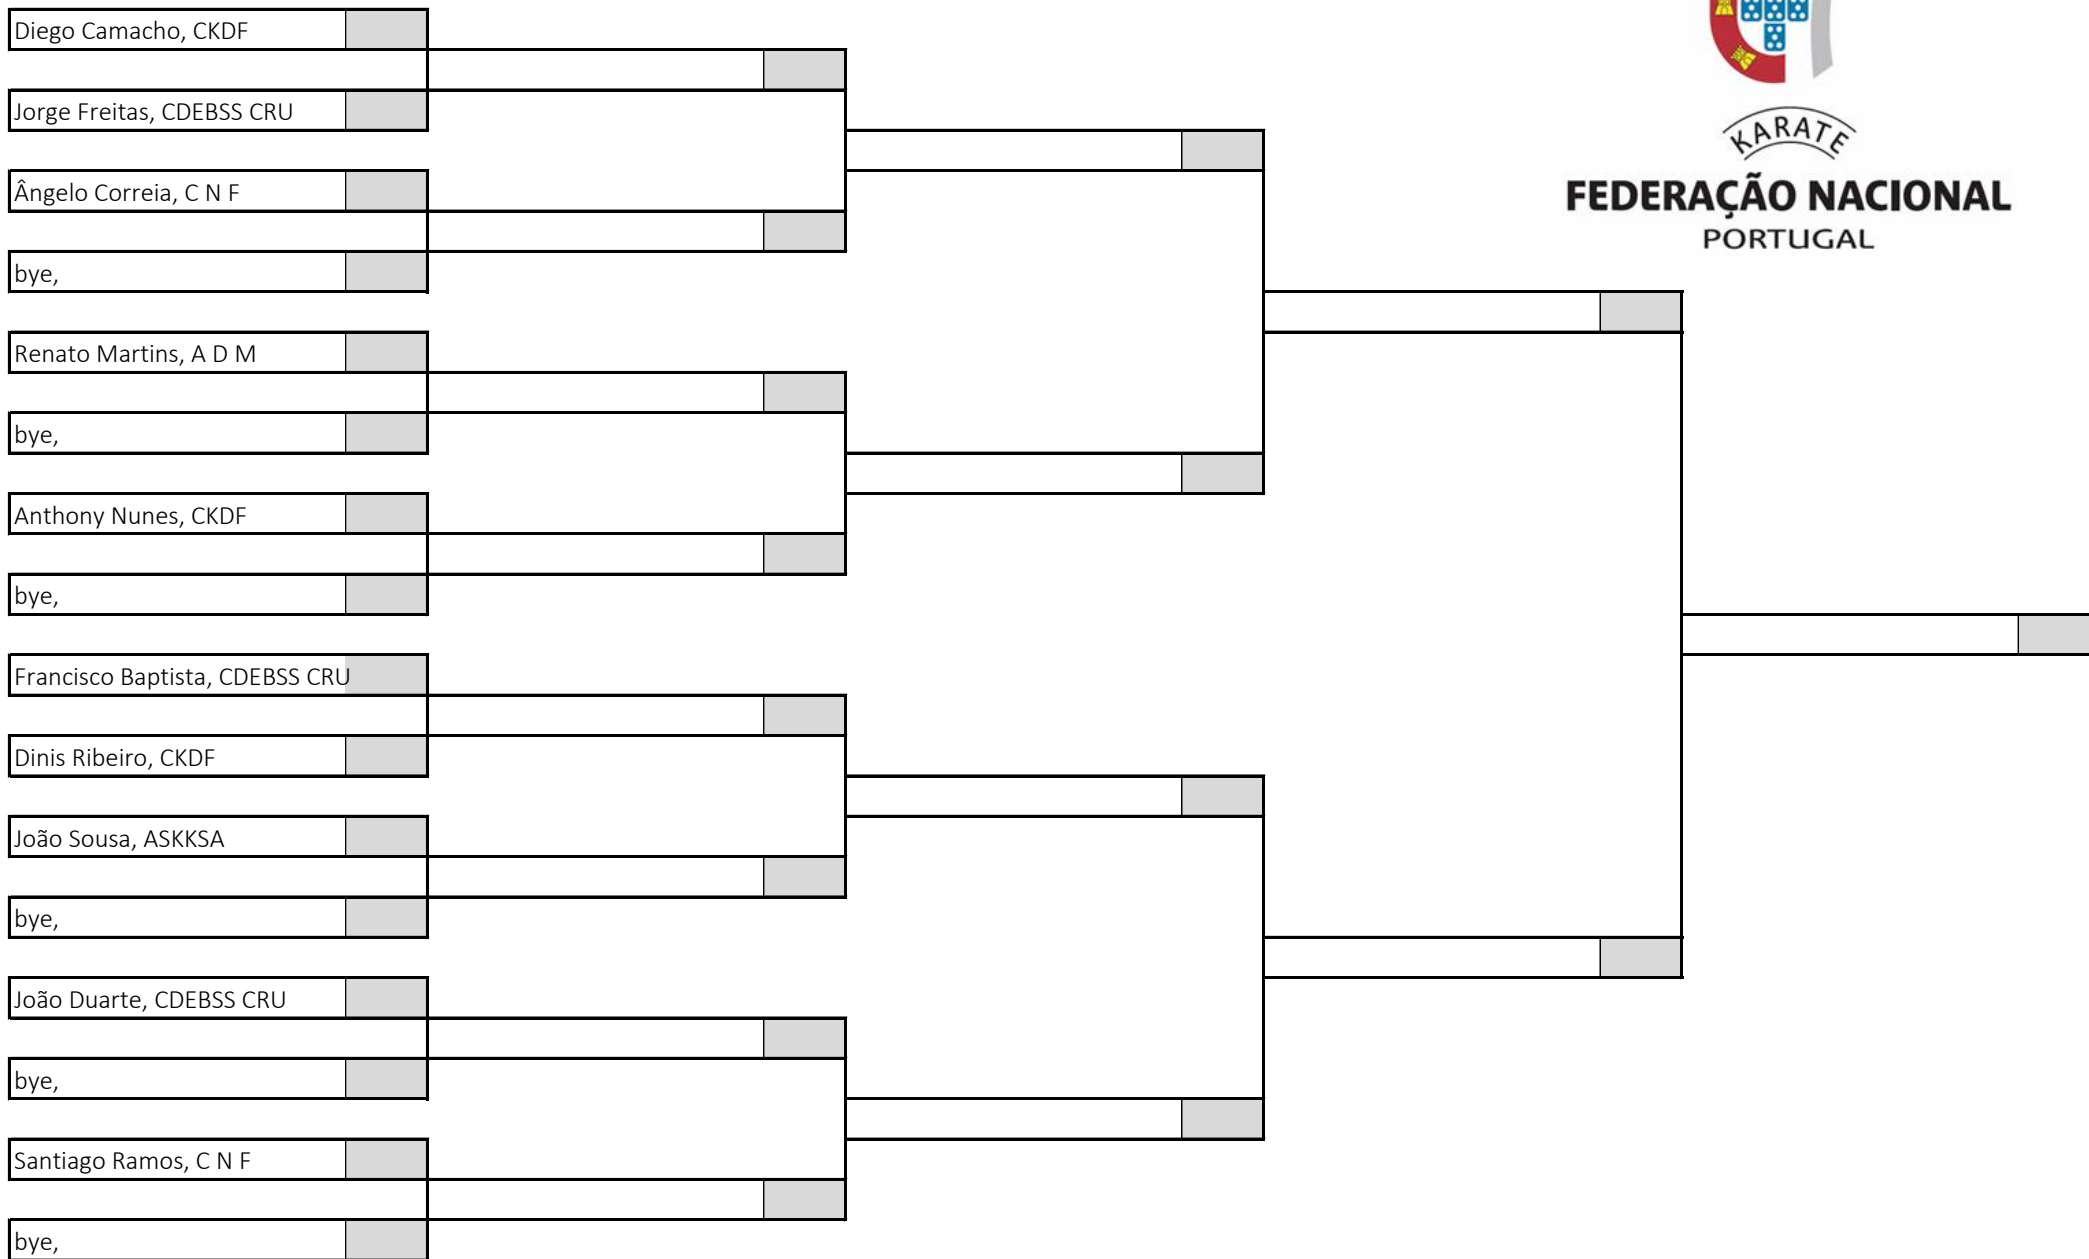 Diego Camacho, CKDF
Jorge Freitas, CDEBSS CRU
Ângelo Correia, C N F
bye,
Renato Martins, A D M
bye,
Anthony Nunes, CKDF
bye,
Francisco Baptista, CDEBSS CRU
Dinis Ribeiro, CKDF
João Sousa, ASKKSA
bye,
João Duarte, CDEBSS CRU
bye,
Santiago Ramos, C N F
bye,
KARATE
FEDERAÇÃO NACIONAL
PORTUGAL